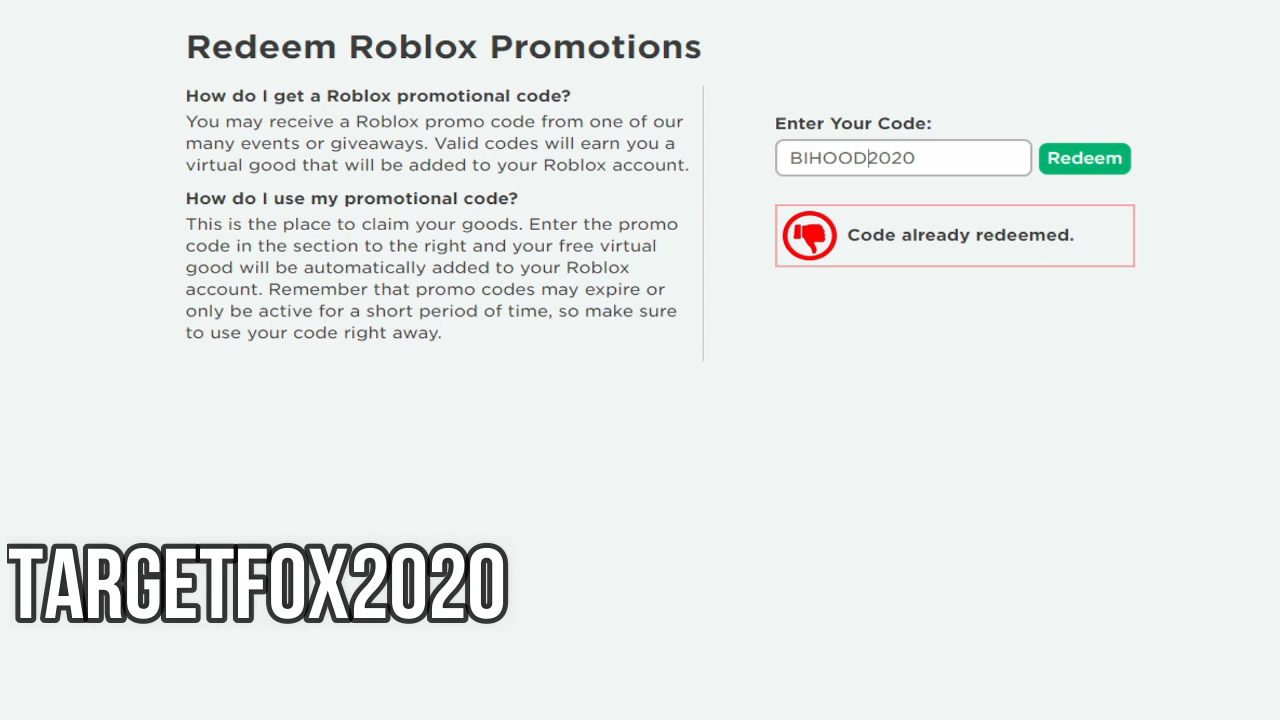 Redeem Roblox Promotions
How do I get a Roblox promotional code?
You may receive a Roblox promo code from one of our
many events or giveaways. Valid codes will earn you a
virtual good that will be added to your Roblox account.
How do I use my promotional code?
This is the place to claim your goods. Enter the promo
code in the section to the right and your free virtual
good will be automatically added to your Roblox
account. Remember that promo codes may expire or
only be active for a short period of time, so make sure
to use your code right away.
Enter Your Code:
BIHOOD2020
Redeem
Code already redeemed.
TARGETFOX2020